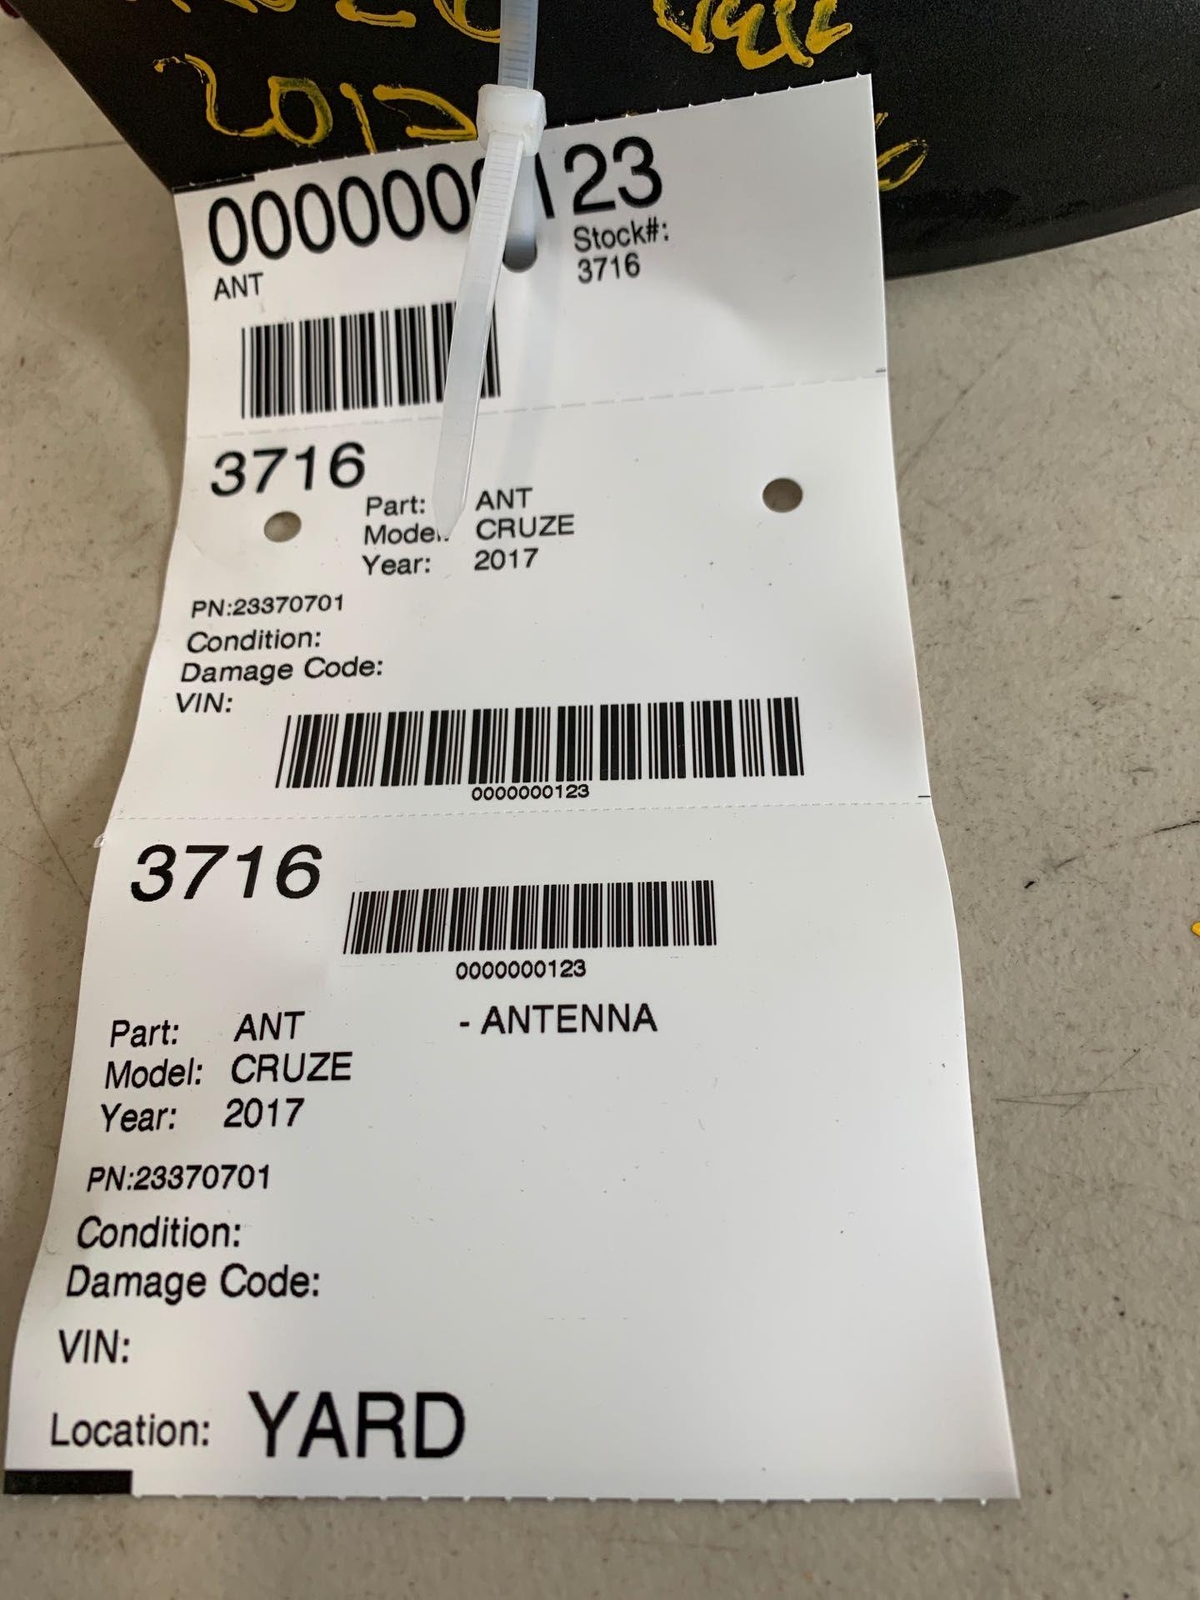 2017
0000000123
ANT
Stock#:
3716
3716
Part: ANT
Model: CRUZE
Year: 2017
PN:23370701
Condition:
Damage Code:
VIN:
0000000123
3716
0000000123
Part: ANT - ANTENNA
Model: CRUZE
Year: 2017
PN:23370701
Condition:
Damage Code:
VIN:
Location: YARD